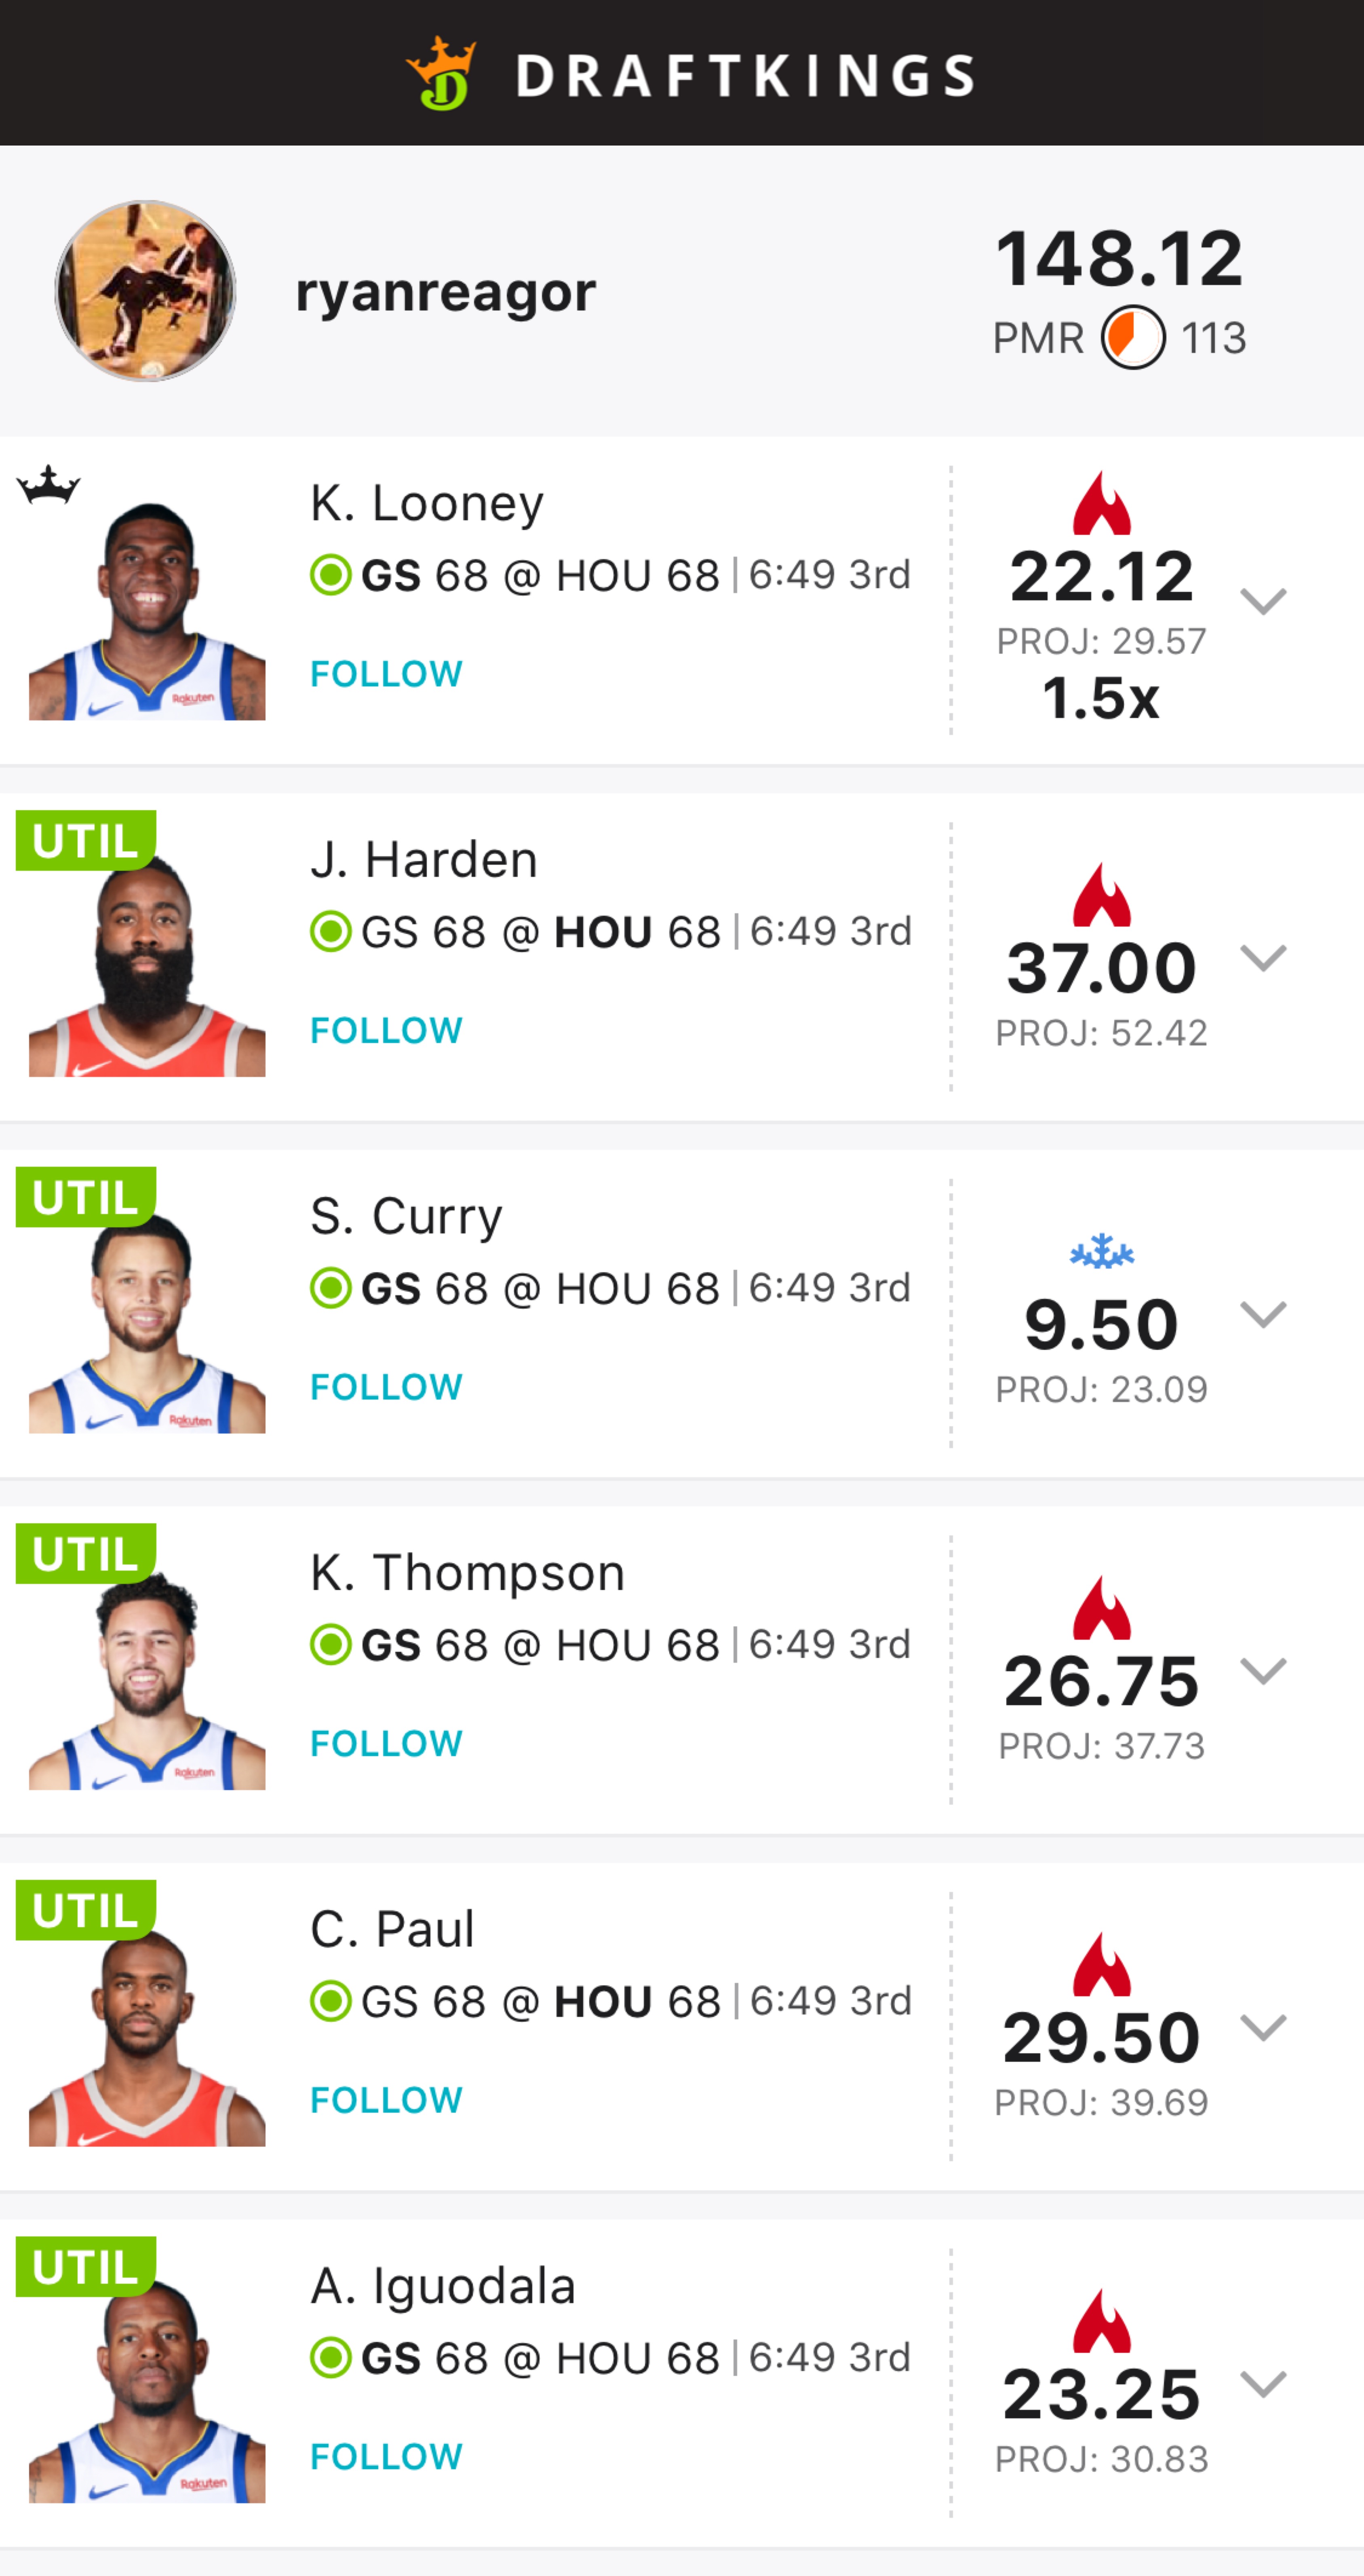 DRAFTKINGS
ryanreagor
148.12
PMR 113
K. Looney
GS 68 @ HOU 68 | 6:49 3rd
FOLLOW
22.12
PROJ: 29.57
1.5x
UTIL
J. Harden
GS 68 @ HOU 68 | 6:49 3rd
FOLLOW
37.00
PROJ: 52.42
UTIL
S. Curry
GS 68 @ HOU 68 | 6:49 3rd
FOLLOW
9.50
PROJ: 23.09
UTIL
K. Thompson
GS 68 @ HOU 68 | 6:49 3rd
FOLLOW
26.75
PROJ: 37.73
UTIL
C. Paul
GS 68 @ HOU 68 | 6:49 3rd
FOLLOW
29.50
PROJ: 39.69
UTIL
A. Iguodala
GS 68 @ HOU 68 | 6:49 3rd
FOLLOW
23.25
PROJ: 30.83
Rakuten
Rakuten
Rakuten
Rakuten